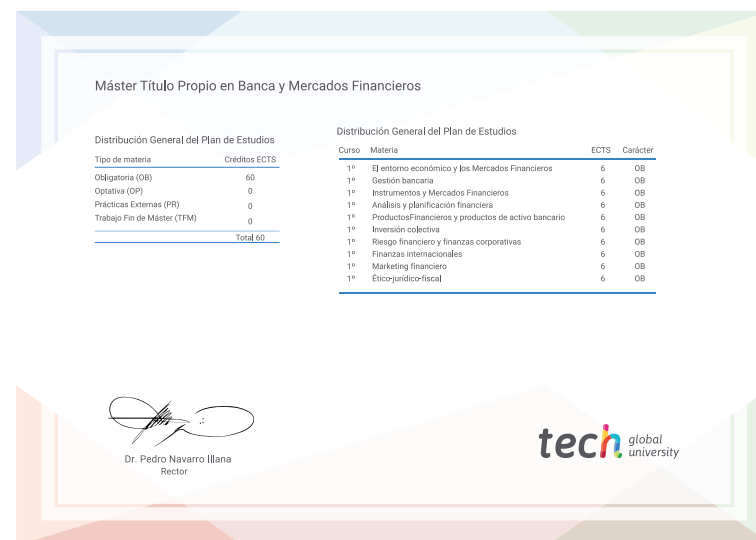 Máster Título Propio en Banca y Mercados Financieros
Distribución General del Plan de Estudios
Tipo de materia Créditos ECTS
Obligatoria (OB) 60
Optativa (OP) 0
Prácticas Externas (PR) 0
Trabajo Fin de Máster (TFM) 0
Total 60
Distribución General del Plan de Estudios
Curso Materia ECTS Carácter
1º El entorno económico y los Mercados Financieros 6 OB
1º Gestión bancaria 6 OB
1º Instrumentos y Mercados Financieros 6 OB
1º Análisis y planificación financiera 6 OB
1º ProductosFinancieros y productos de activo bancario 6 OB
1º Inversión colectiva 6 OB
1º Riesgo financiero y finanzas corporativas 6 OB
1º Finanzas internacionales 6 OB
1º Marketing financiero 6 OB
1º Ético-jurídico-fiscal 6 OB
Dr. Pedro Navarro Illana
Rector
tech global
university